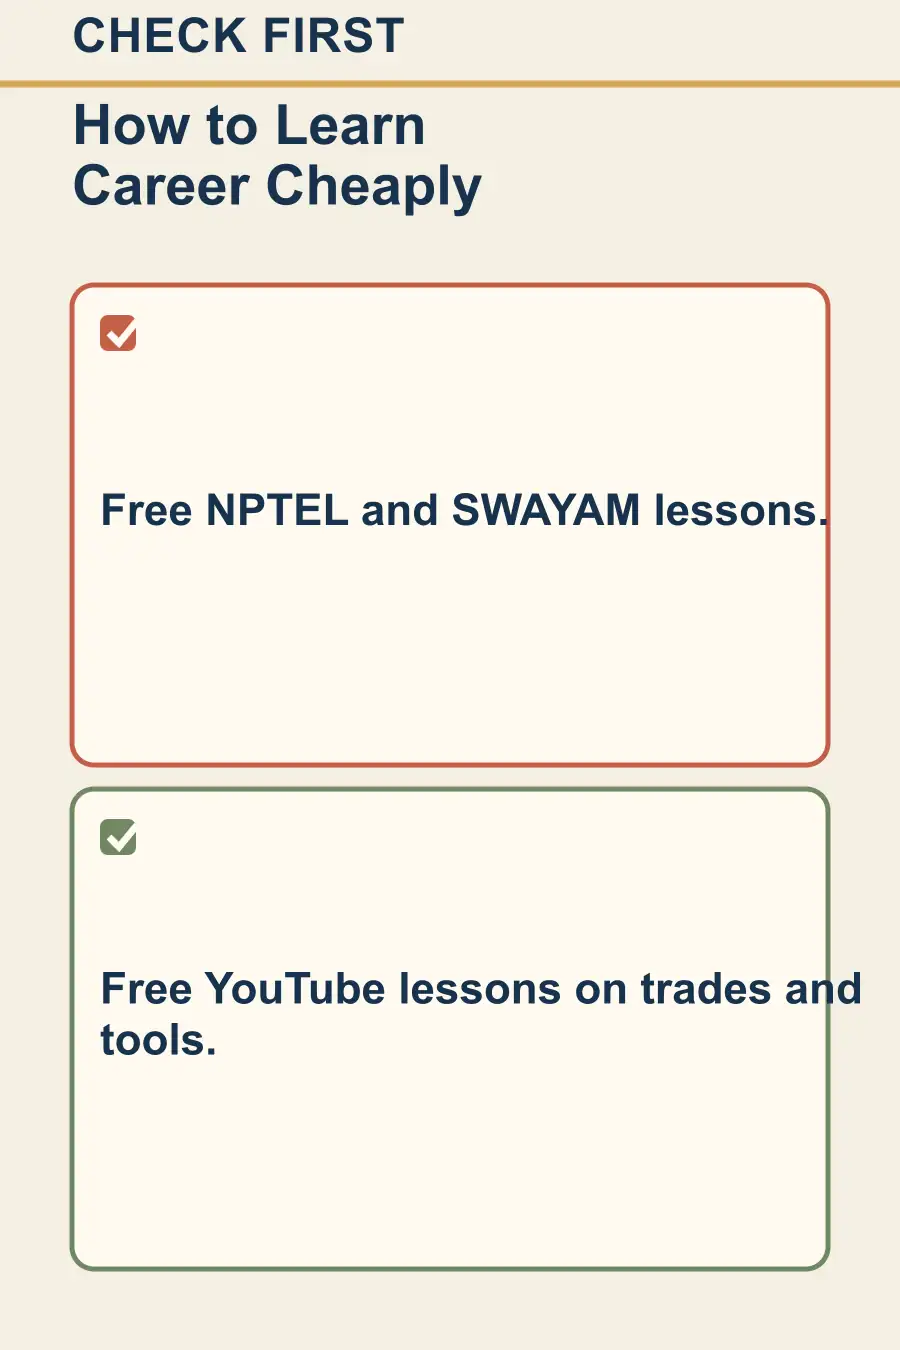 CHECK FIRST
How to Learn
Career Cheaply
Free NPTEL and SWAYAM lessons.
Free YouTube lessons on trades and
tools.